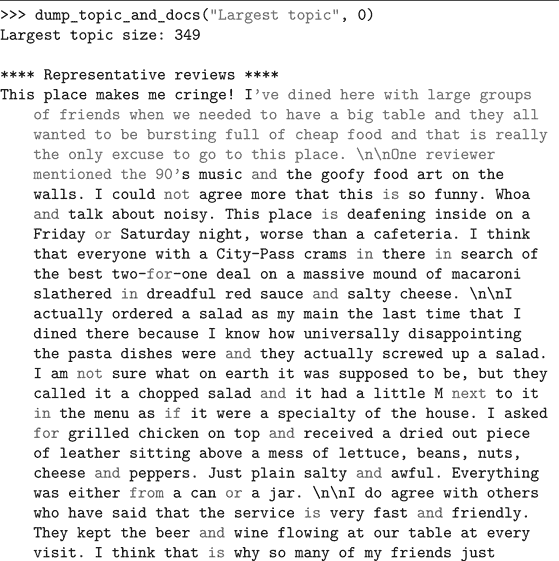 >>> dump_topic_and_docs("Largest topic", 0)
Largest topic size: 349
**** Representative reviews ****
This place makes me cringe! I've dined here with large groups
of friends when we needed to have a big table and they all
wanted to be bursting full of cheap food and that is really
the only excuse to go to this place. \n\nOne reviewer
mentioned the 90's music and the goofy food art on the
walls. I could not agree more that this is so funny. Whoa
and talk about noisy. This place is deafening inside on a
Friday or Saturday night, worse than a cafeteria. I think
that everyone with a City-Pass crams in there in search of
the best two-for-one deal on a massive mound of macaroni
slathered in dreadful red sauce and salty cheese. \n\nI
actually ordered a salad as my main the last time that I
dined there because I know how universally disappointing
the pasta dishes were and they actually screwed up a salad.
I am not sure what on earth it was supposed to be, but they
called it a chopped salad and it had a little M next to it
in the menu as if it were a specialty of the house. I asked
for grilled chicken on top and received a dried out piece
of leather sitting above a mess of lettuce, beans, nuts,
cheese and peppers. Just plain salty and awful. Everything
was either from a can or a jar. \n\nI do agree with others
who have said that the service is very fast and friendly.
They kept the beer and wine flowing at our table at every
visit. I think that is why so many of my friends just